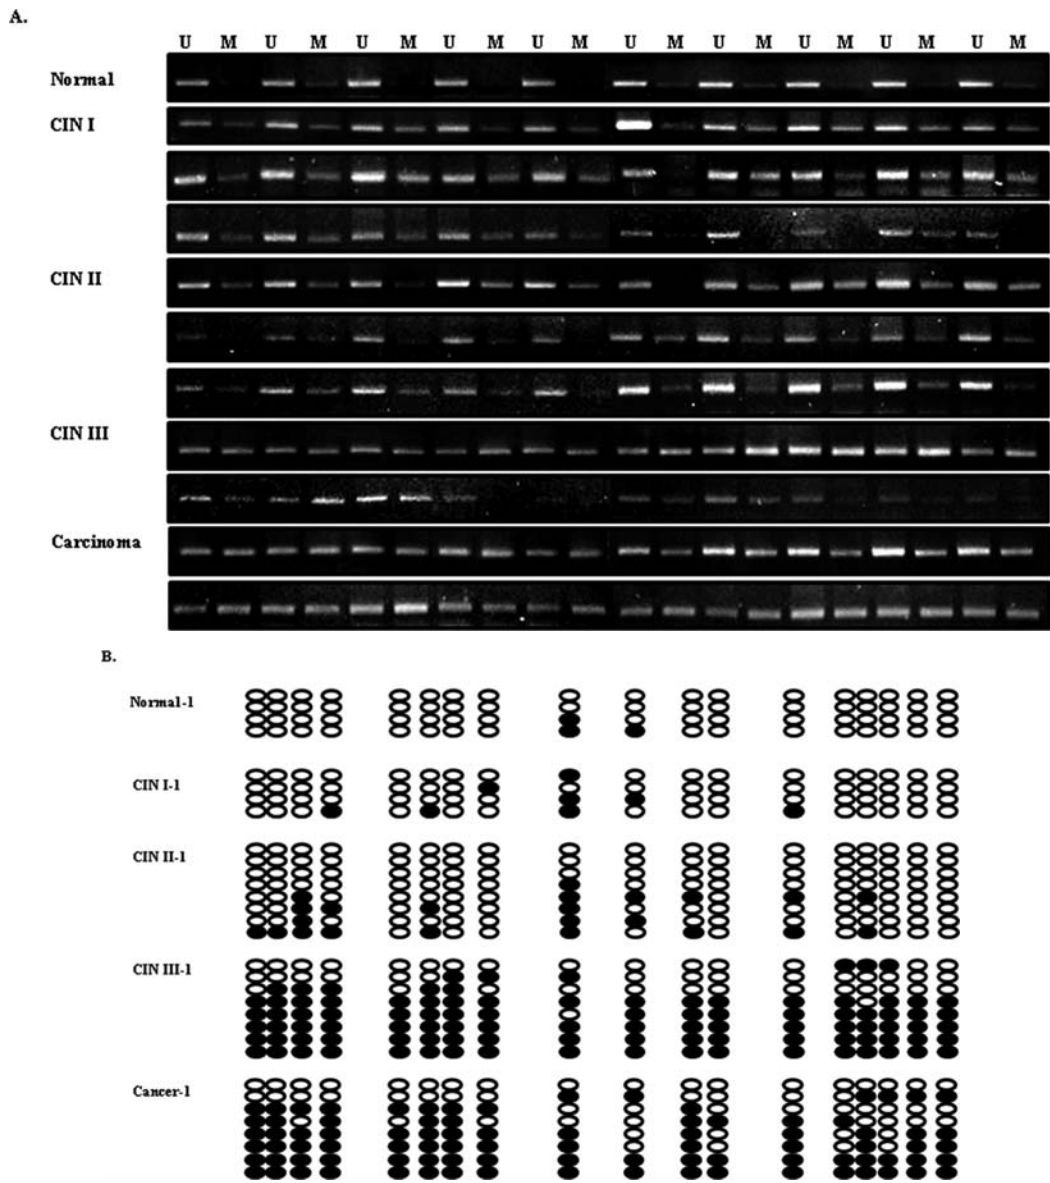 A.
U M U M U M U M U M U M U M U M U M U M
Normal
CIN I
CIN II
CIN III
Carcinoma
B.
Normal-1
CIN I-1
CIN II-1
CIN III-1
Cancer-1